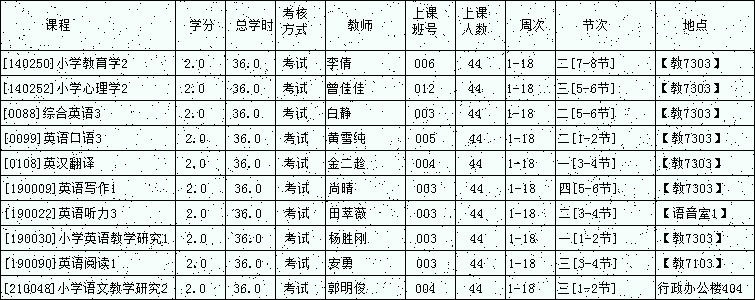 课程 学分 总学时 考核方式 教师 上课班号 上课人数 周次 节次 地点
[140250]小学教育学2 2.0 36.0 考试 李倩 006 44 1-18 二[7-8节] 【教7303】
[140252]小学心理学2 2.0 36.0 考试 曾佳佳 012 44 1-18 三[5-6节] 【教7303】
[0088]综合英语3 2.0 36.0 考试 白静 003 44 1-18 二[5-6节] 【教7303】
[0099]英语口语3 2.0 36.0 考试 黄雪纯 005 44 1-18 二[1-2节] 【教7303】
[0108]英汉翻译 2.0 36.0 考试 金二趁 004 44 1-18 一[3-4节] 【教7303】
[190009]英语写作1 2.0 36.0 考试 尚晴 003 44 1-18 四[5-6节] 【教7303】
[190022]英语听力3 2.0 36.0 考试 田苹薇 003 44 1-18 二[3-4节] 【语音室1】
[190030]小学英语教学研究1 2.0 36.0 考试 杨胜刚 003 44 1-18 一[1-2节] 【教7303】
[190090]英语阅读1 2.0 36.0 考试 安勇 003 44 1-18 三[3-4节] 【教7103】
[210048]小学语文教学研究2 2.0 36.0 考试 郭明俊 004 44 1-18 三[1-2节] 行政办公楼404